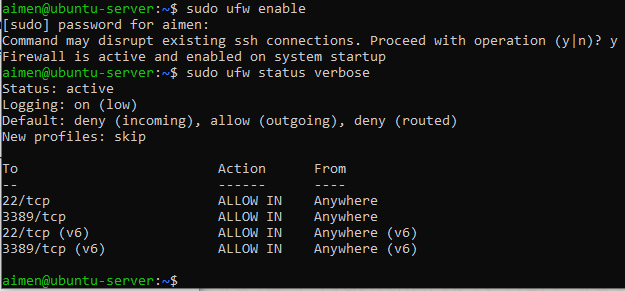 aimen@ubuntu-server:~$ sudo ufw enable
[sudo] password for aimen:
Command may disrupt existing ssh connections. Proceed with operation (y|n)? y
Firewall is active and enabled on system startup
aimen@ubuntu-server:~$ sudo ufw status verbose
Status: active
Logging: on (low)
Default: deny (incoming), allow (outgoing), deny (routed)
New profiles: skip

To                         Action      From
--                         ------      ----
22/tcp                     ALLOW IN    Anywhere
3389/tcp                   ALLOW IN    Anywhere
22/tcp (v6)                ALLOW IN    Anywhere (v6)
3389/tcp (v6)              ALLOW IN    Anywhere (v6)

aimen@ubuntu-server:~$